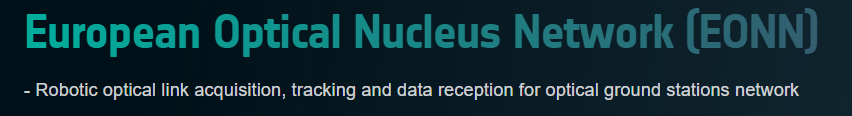 European Optical Nucleus Network (EONN)
- Robotic optical link acquisition, tracking and data reception for optical ground stations network